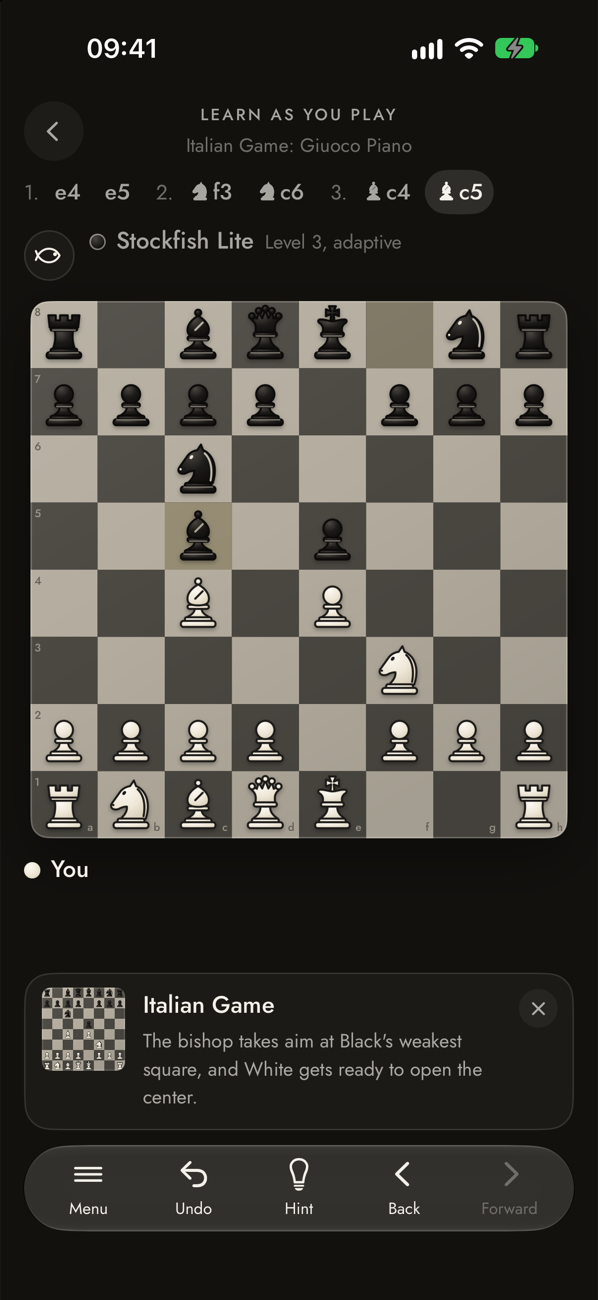 09:41
LEARN AS YOU PLAY
Italian Game: Giuoco Piano
1. e4 e5 2. f3 c6 3. c4 c5
Stockfish Lite Level 3, adaptive
8
7
6
5
4
3
2
1
a b c d e f g h
You
Italian Game
The bishop takes aim at Black's weakest
square, and White gets ready to open the
center.
Menu Undo Hint Back Forward